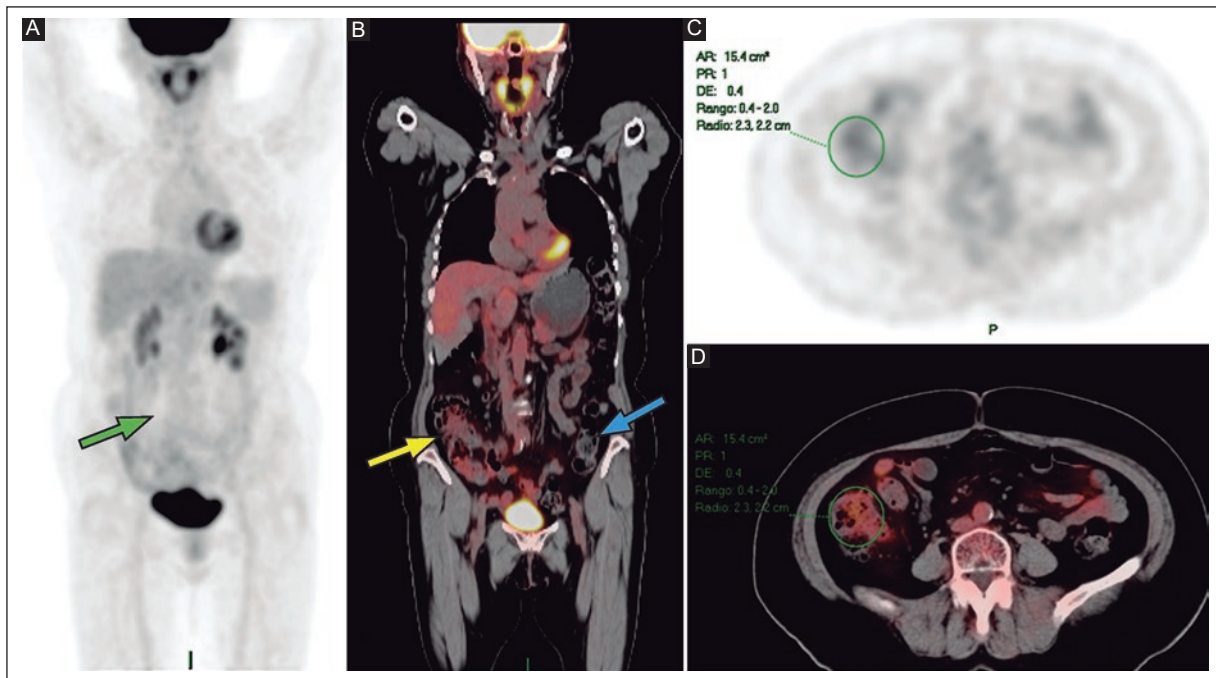 A
B
C
AR: 15.4 cm²
PR: 1
DE: 0.4
Rango: 0.4 - 2.0
Radio: 2.3, 2.2 cm
P
D
AR: 15.4 cm²
PR: 1
DE: 0.4
Rango: 0.4 - 2.0
Radio: 2.3, 2.2 cm